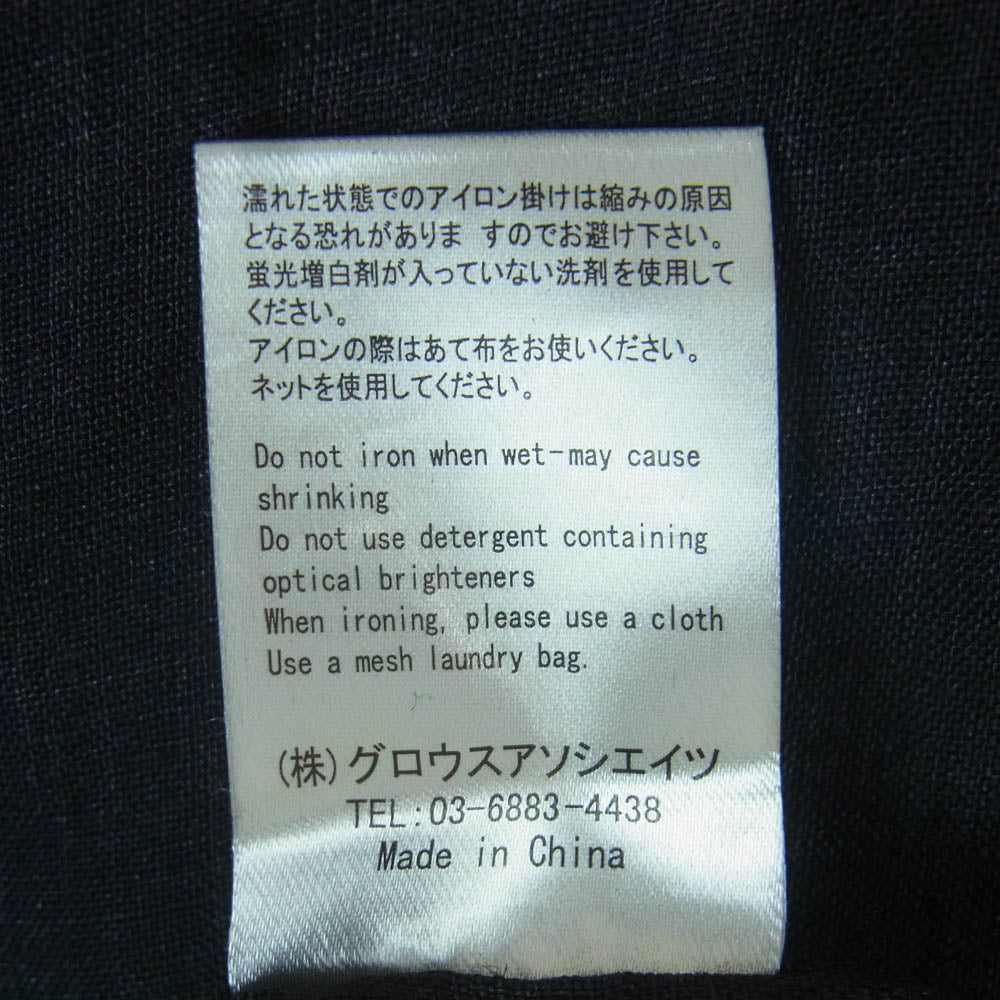 濡れた状態でのアイロン掛けは縮みの原因
となる恐れがありま すのでお避け下さい。
蛍光増白剤が入っていない洗剤を使用して
ください。
アイロンの際はあて布をお使いください。
ネットを使用してください。
Do not iron when wet-may cause
shrinking
Do not use detergent containing
optical brighteners
When ironing, please use a cloth
Use a mesh laundry bag.
(株)グロウスアソシエイツ
TEL:03-6883-4438
Made in China